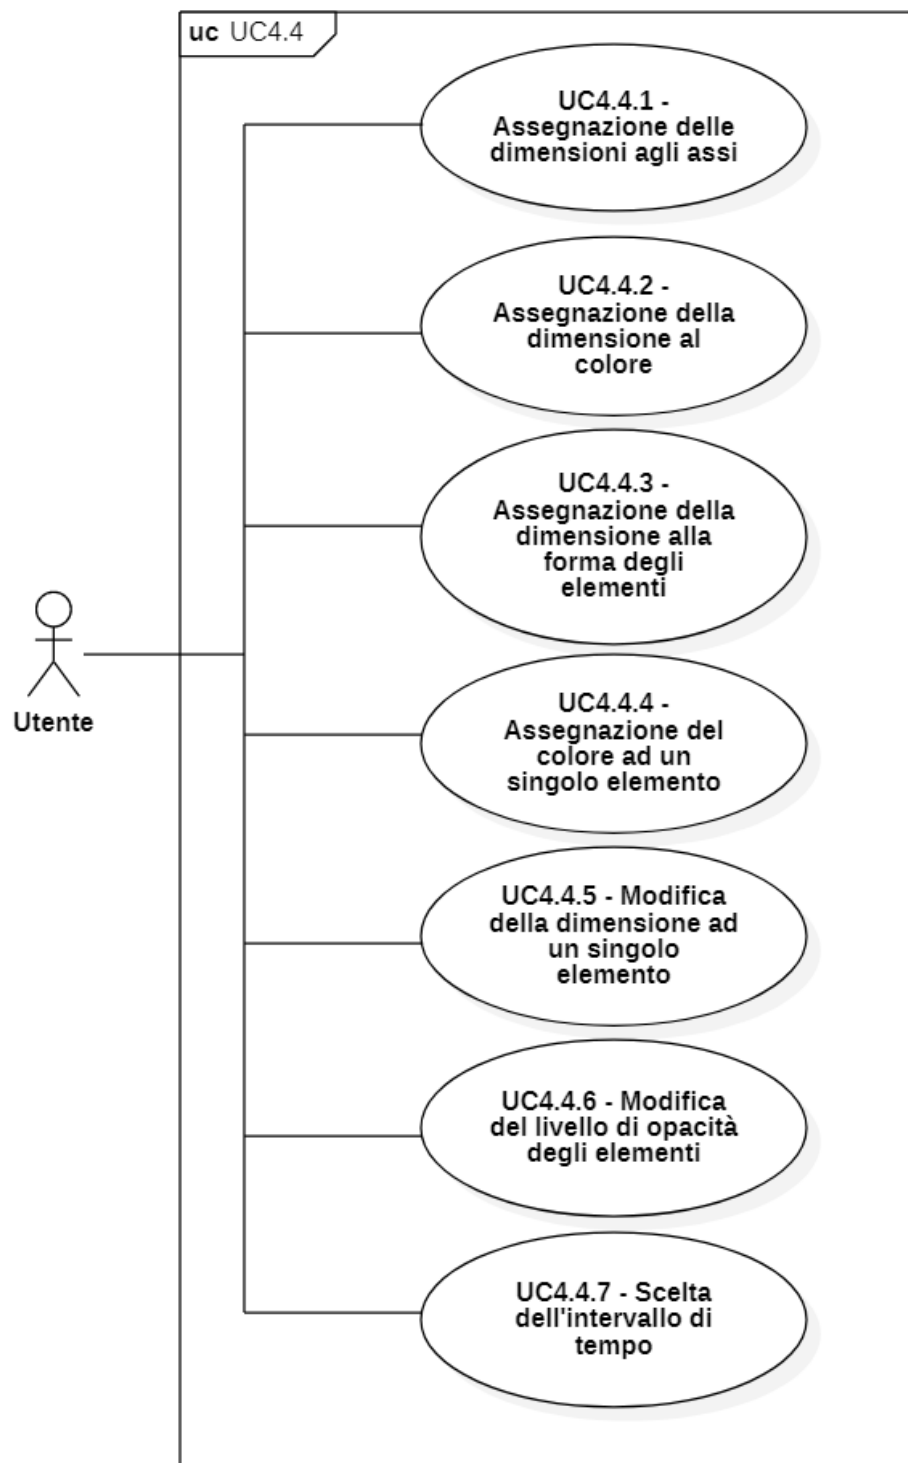 uc UC4.4
UC4.4.1 -
Assegnazione delle
dimensioni agli assi
UC4.4.2 -
Assegnazione della
dimensione al
colore
UC4.4.3 -
Assegnazione della
dimensione alla
forma degli
elementi
Utente
UC4.4.4 -
Assegnazione del
colore ad un
singolo elemento
UC4.4.5 - Modifica
della dimensione ad
un singolo
elemento
UC4.4.6 - Modifica
del livello di opacità
degli elementi
UC4.4.7 - Scelta
dell'intervallo di
tempo